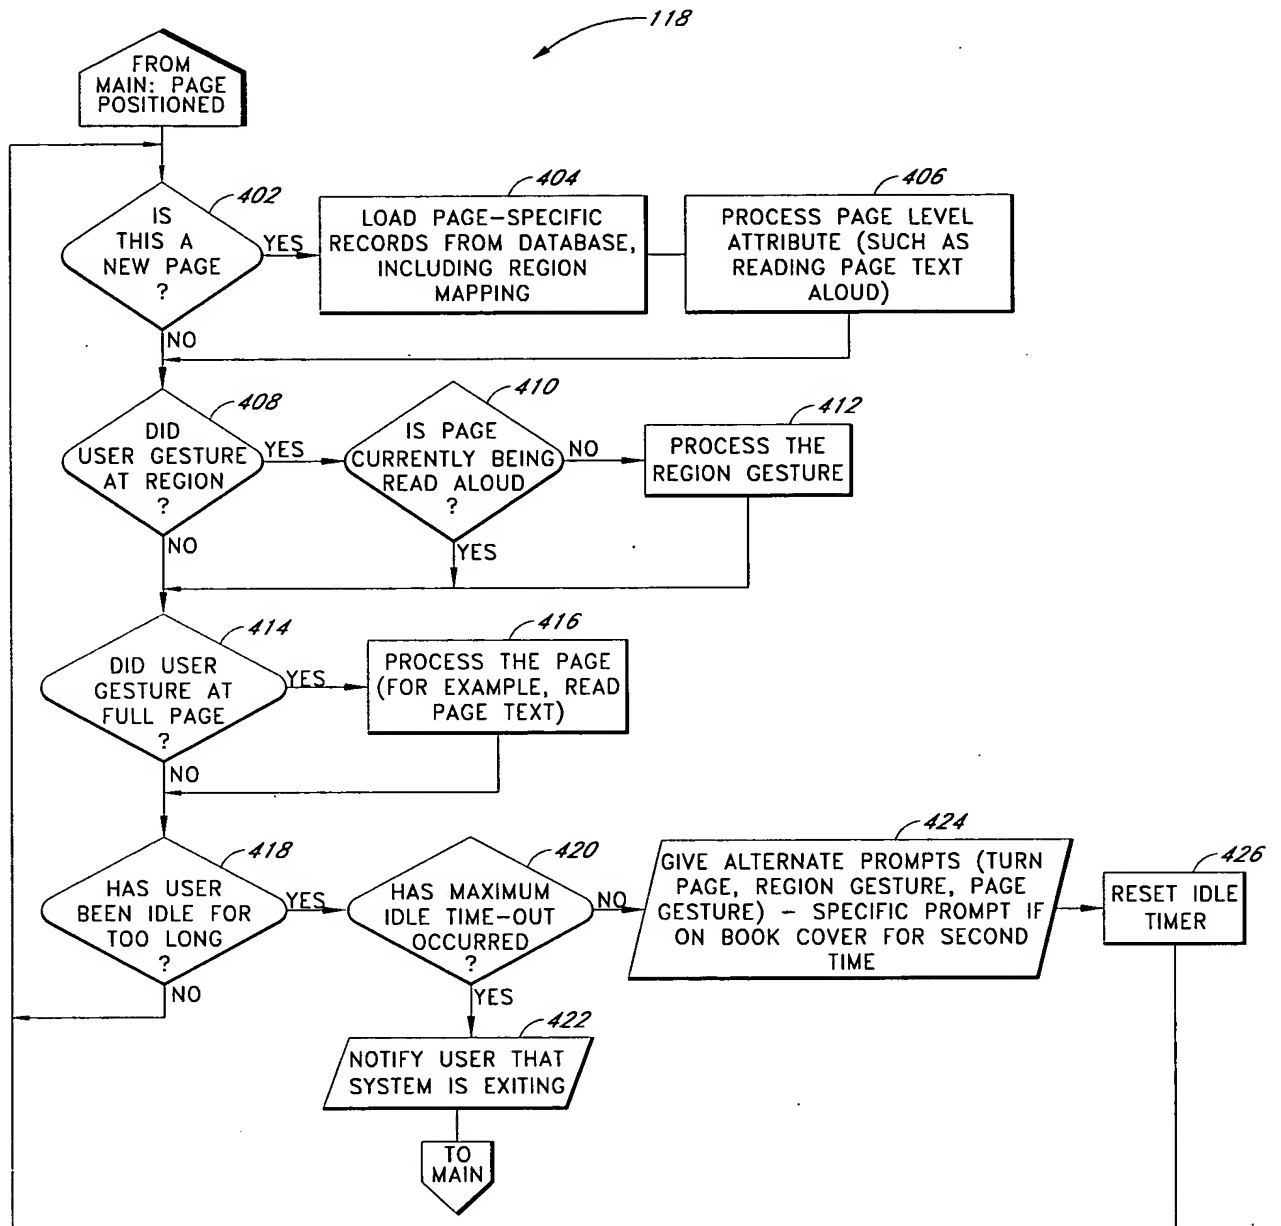 118
FROM
MAIN: PAGE
POSITIONED
402
IS
THIS A
NEW PAGE
?
YES
NO
404
LOAD PAGE-SPECIFIC
RECORDS FROM DATABASE,
INCLUDING REGION
MAPPING
406
PROCESS PAGE LEVEL
ATTRIBUTE (SUCH AS
READING PAGE TEXT
ALOUD)
408
DID
USER GESTURE
AT REGION
?
YES
NO
410
IS PAGE
CURRENTLY BEING
READ ALOUD
?
NO
YES
412
PROCESS THE
REGION GESTURE
414
DID USER
GESTURE AT
FULL PAGE
?
YES
NO
416
PROCESS THE PAGE
(FOR EXAMPLE, READ
PAGE TEXT)
418
HAS USER
BEEN IDLE FOR
TOO LONG
?
YES
NO
420
HAS MAXIMUM
IDLE TIME-OUT
OCCURRED
?
NO
YES
424
GIVE ALTERNATE PROMPTS (TURN
PAGE, REGION GESTURE, PAGE
GESTURE) - SPECIFIC PROMPT IF
ON BOOK COVER FOR SECOND
TIME
426
RESET IDLE
TIMER
422
NOTIFY USER THAT
SYSTEM IS EXITING
TO
MAIN